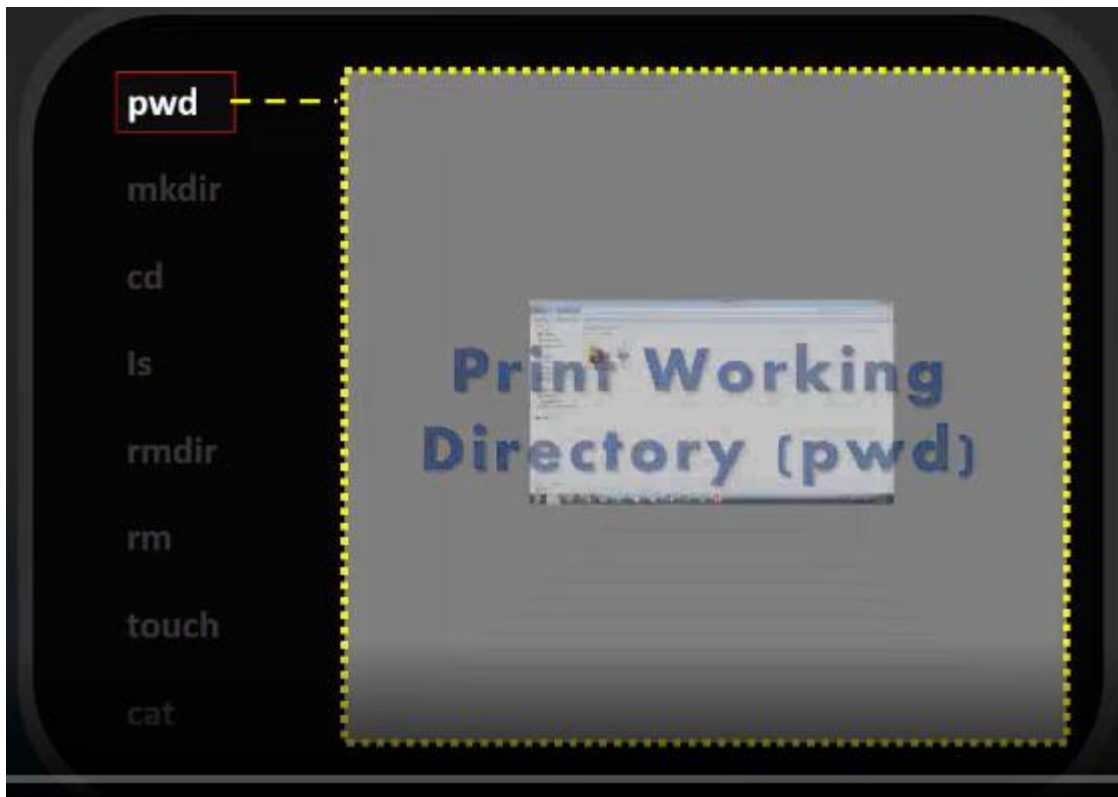 pwd
mkdir
cd
ls
rmdir
rm
touch
cat
Print Working
Directory (pwd)